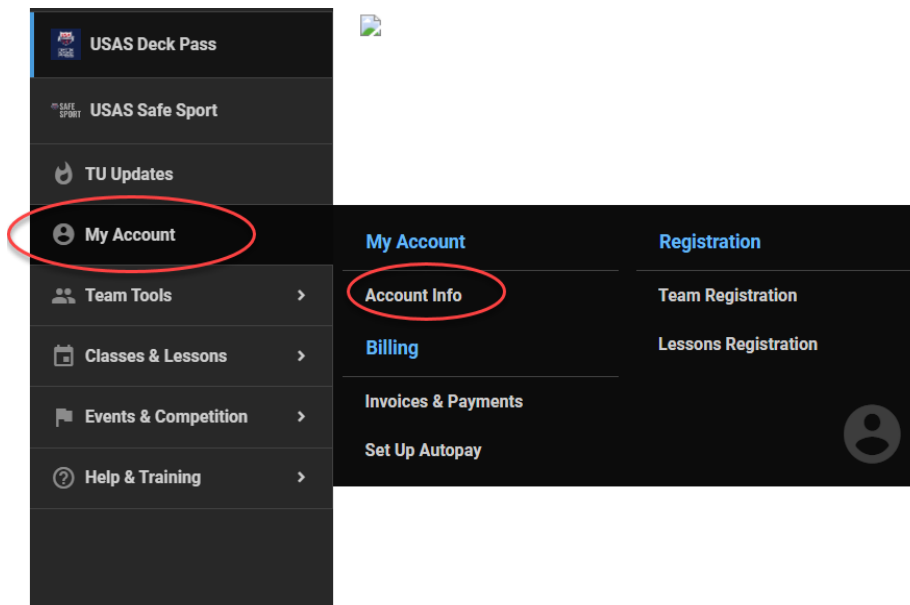 USAS Deck Pass
SAFE
SPORT
USAS Safe Sport
TU Updates
My Account
Team Tools
Classes & Lessons
Events & Competition
Help & Training
My Account
Account Info
Billing
Invoices & Payments
Set Up Autopay
Registration
Team Registration
Lessons Registration